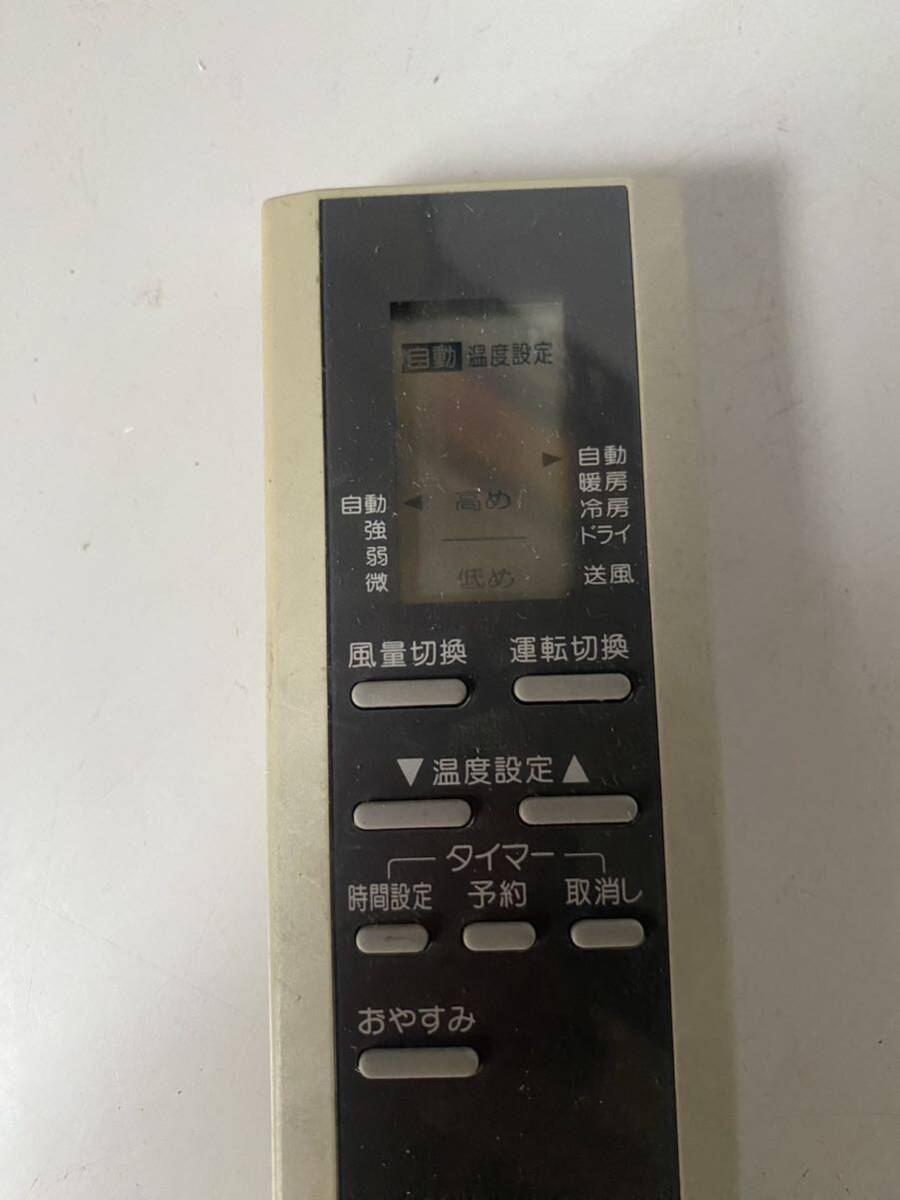 自動 温度設定
自動
暖房
冷房
ドライ
送風
高め
低め
自動
強
弱
微
風量切換 運転切換
▼温度設定▲
タイマー
時間設定 予約 取消し
おやすみ